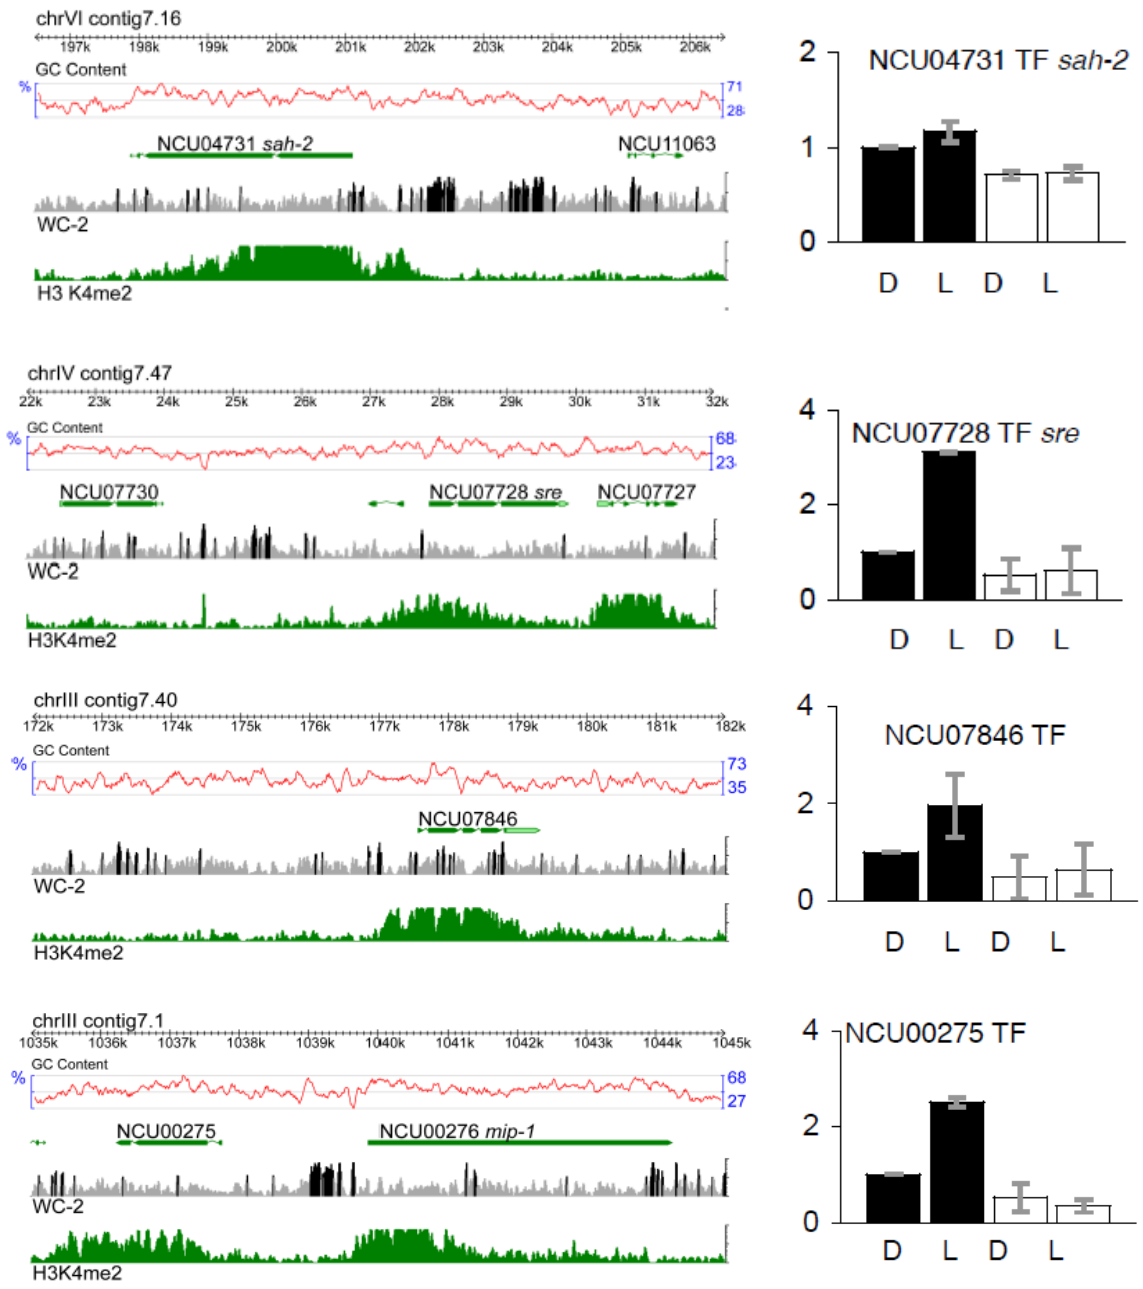 chrVI contig7.16
197k 198k 199k 200k 201k 202k 203k 204k 205k 206k
GC Content
% 71
28
NCU04731 sah-2 NCU11063
WC-2
H3 K4me2
NCU04731 TF sah-2
2
1
0
D L D L
chrIV contig7.47
22k 23k 24k 25k 26k 27k 28k 29k 30k 31k 32k
GC Content
% 68
23
NCU07730 NCU07728 sre NCU07727
WC-2
H3K4me2
NCU07728 TF sre
4
2
0
D L D L
chrIII contig7.40
172k 173k 174k 175k 176k 177k 178k 179k 180k 181k 182k
GC Content
% 73
35
NCU07846
WC-2
H3K4me2
NCU07846 TF
4
2
0
D L D L
chrIII contig7.1
1035k 1036k 1037k 1038k 1039k 1040k 1041k 1042k 1043k 1044k 1045k
GC Content
% 68
27
NCU00275 NCU00276 mip-1
WC-2
H3K4me2
NCU00275 TF
4
2
0
D L D L